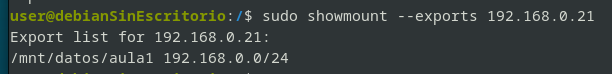 user@debianSinEscritorio:/$ sudo showmount --exports 192.168.0.21
Export list for 192.168.0.21:
/mnt/datos/aula1 192.168.0.0/24